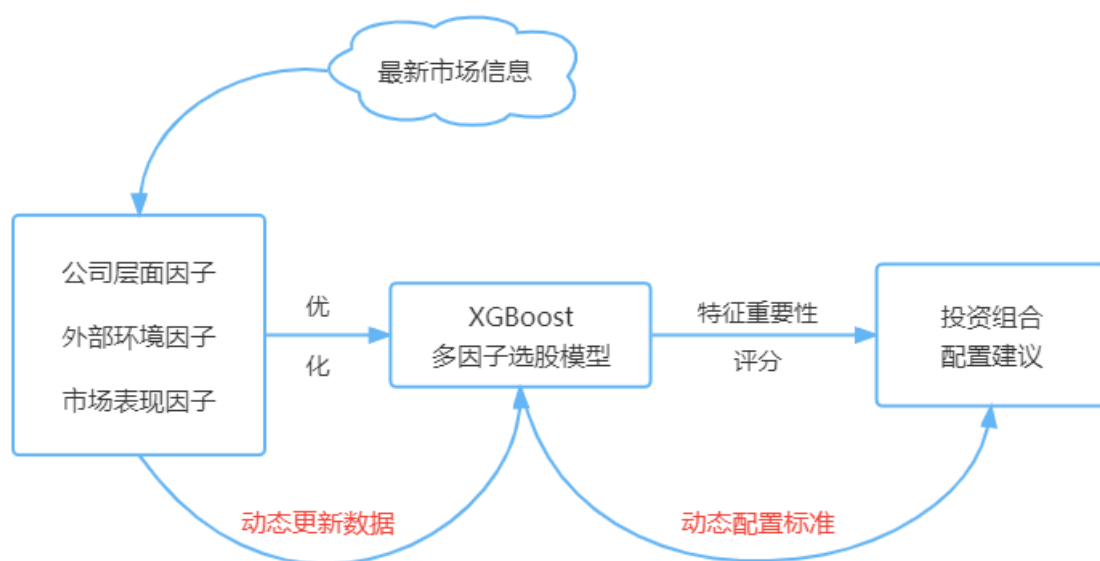 最新市场信息
公司层面因子
外部环境因子
市场表现因子
优
化
XGBoost
多因子选股模型
特征重要性
评分
投资组合
配置建议
动态更新数据
动态配置标准